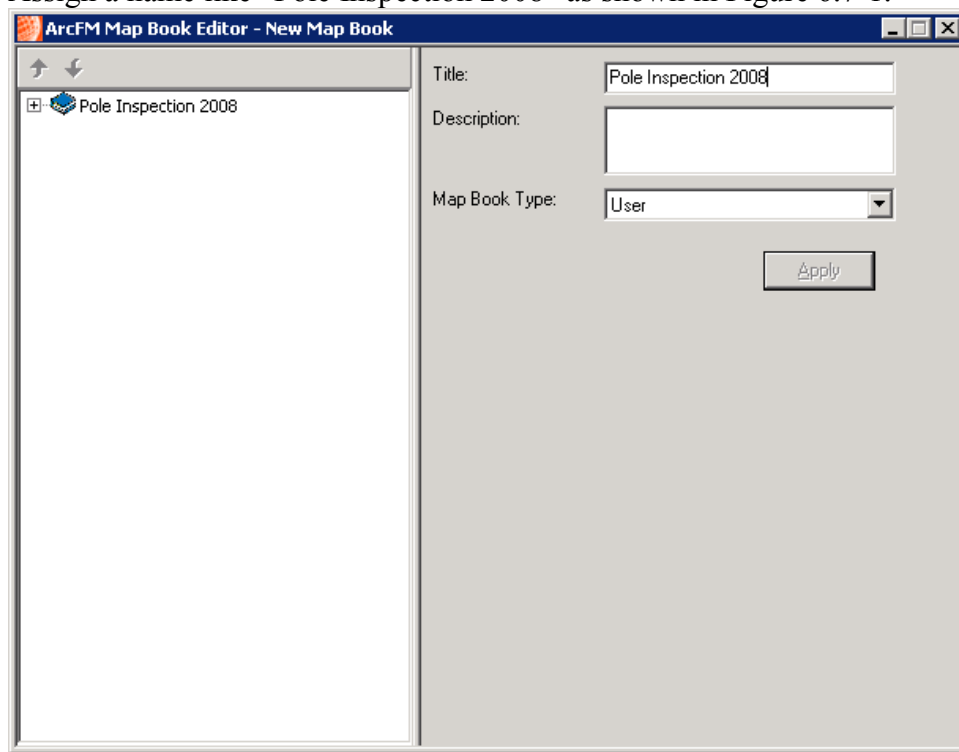 ArcFM Map Book Editor - New Map Book
Pole Inspection 2008
Title:
Pole Inspection 2008
Description:
Map Book Type:
User
Apply